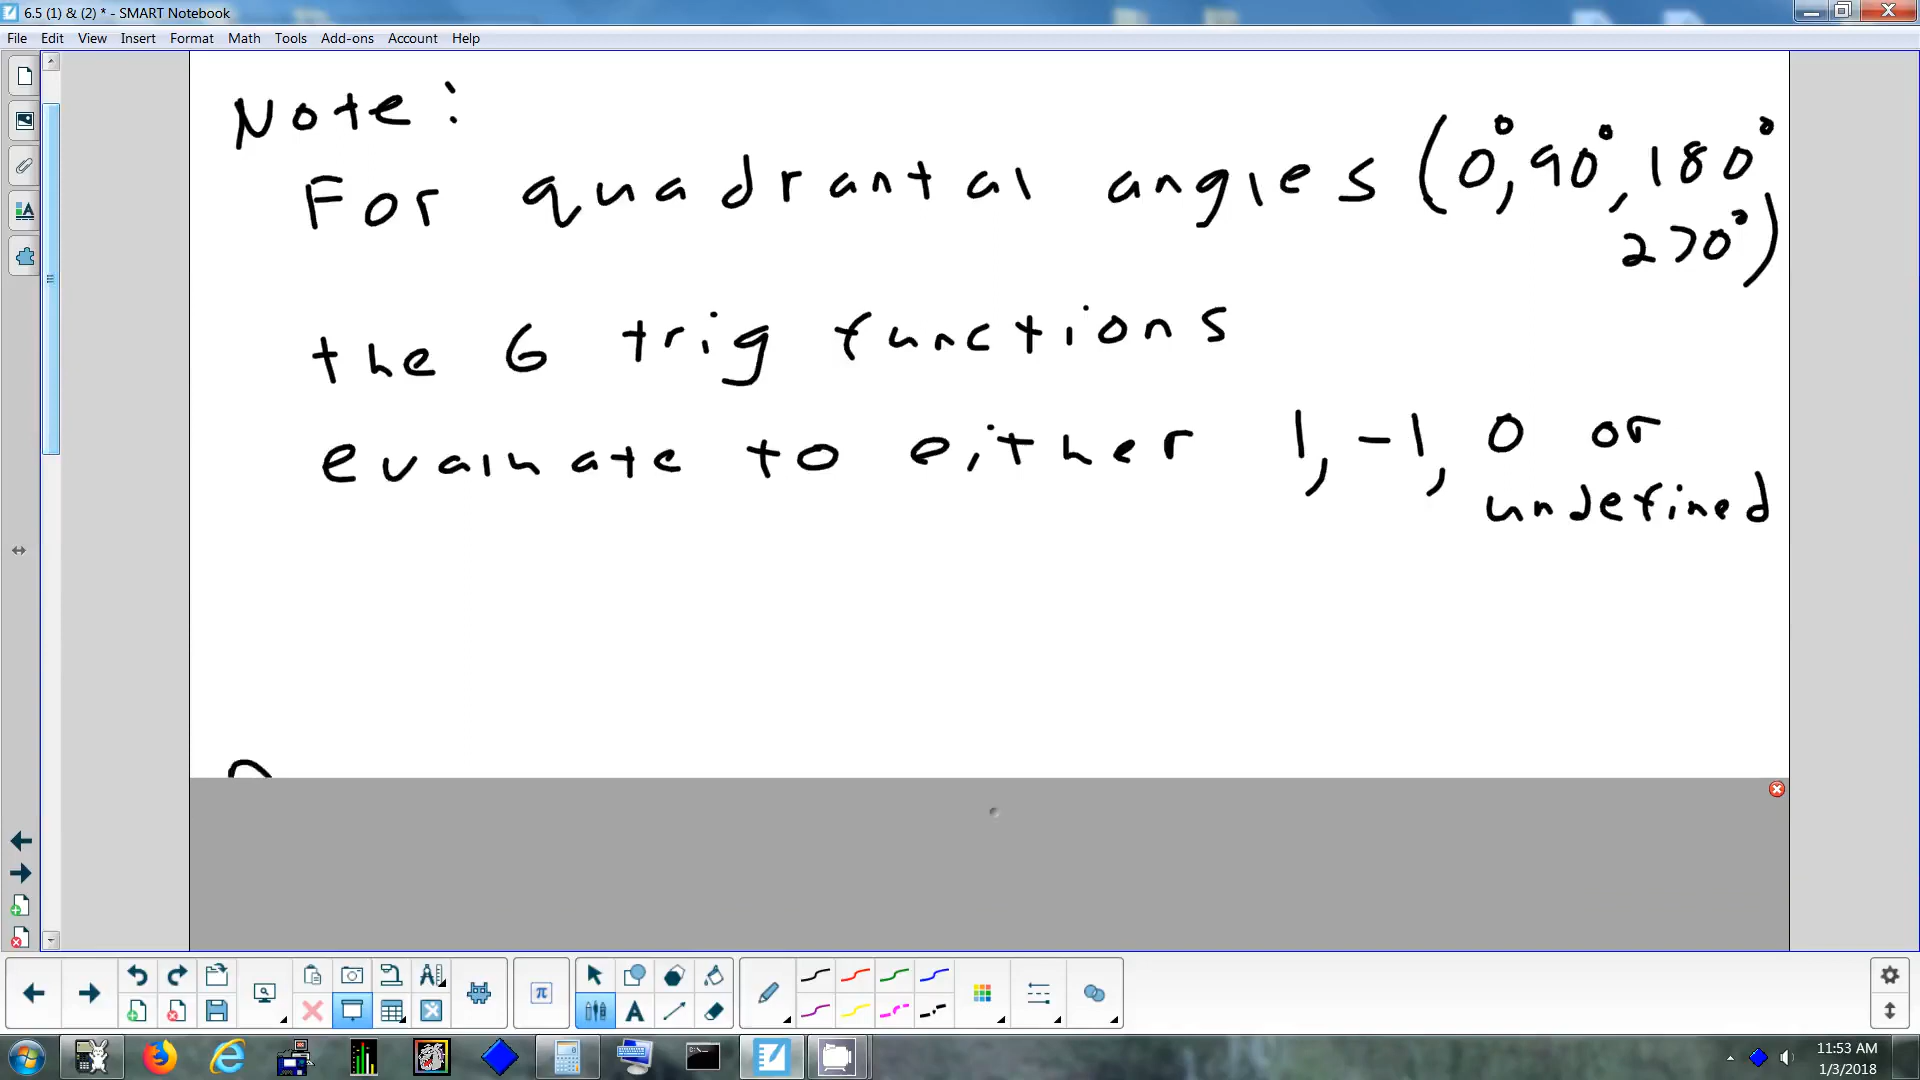 6.5 (1) & (2) * - SMART Notebook
File Edit View Insert Format Math Tools Add-ons Account Help
Note:
For quadrantal angles (0°, 90°, 180°
270°)
the 6 trig functions
evaluate to either 1, -1, 0 or
undefined
π
A
11:53 AM
1/3/2018